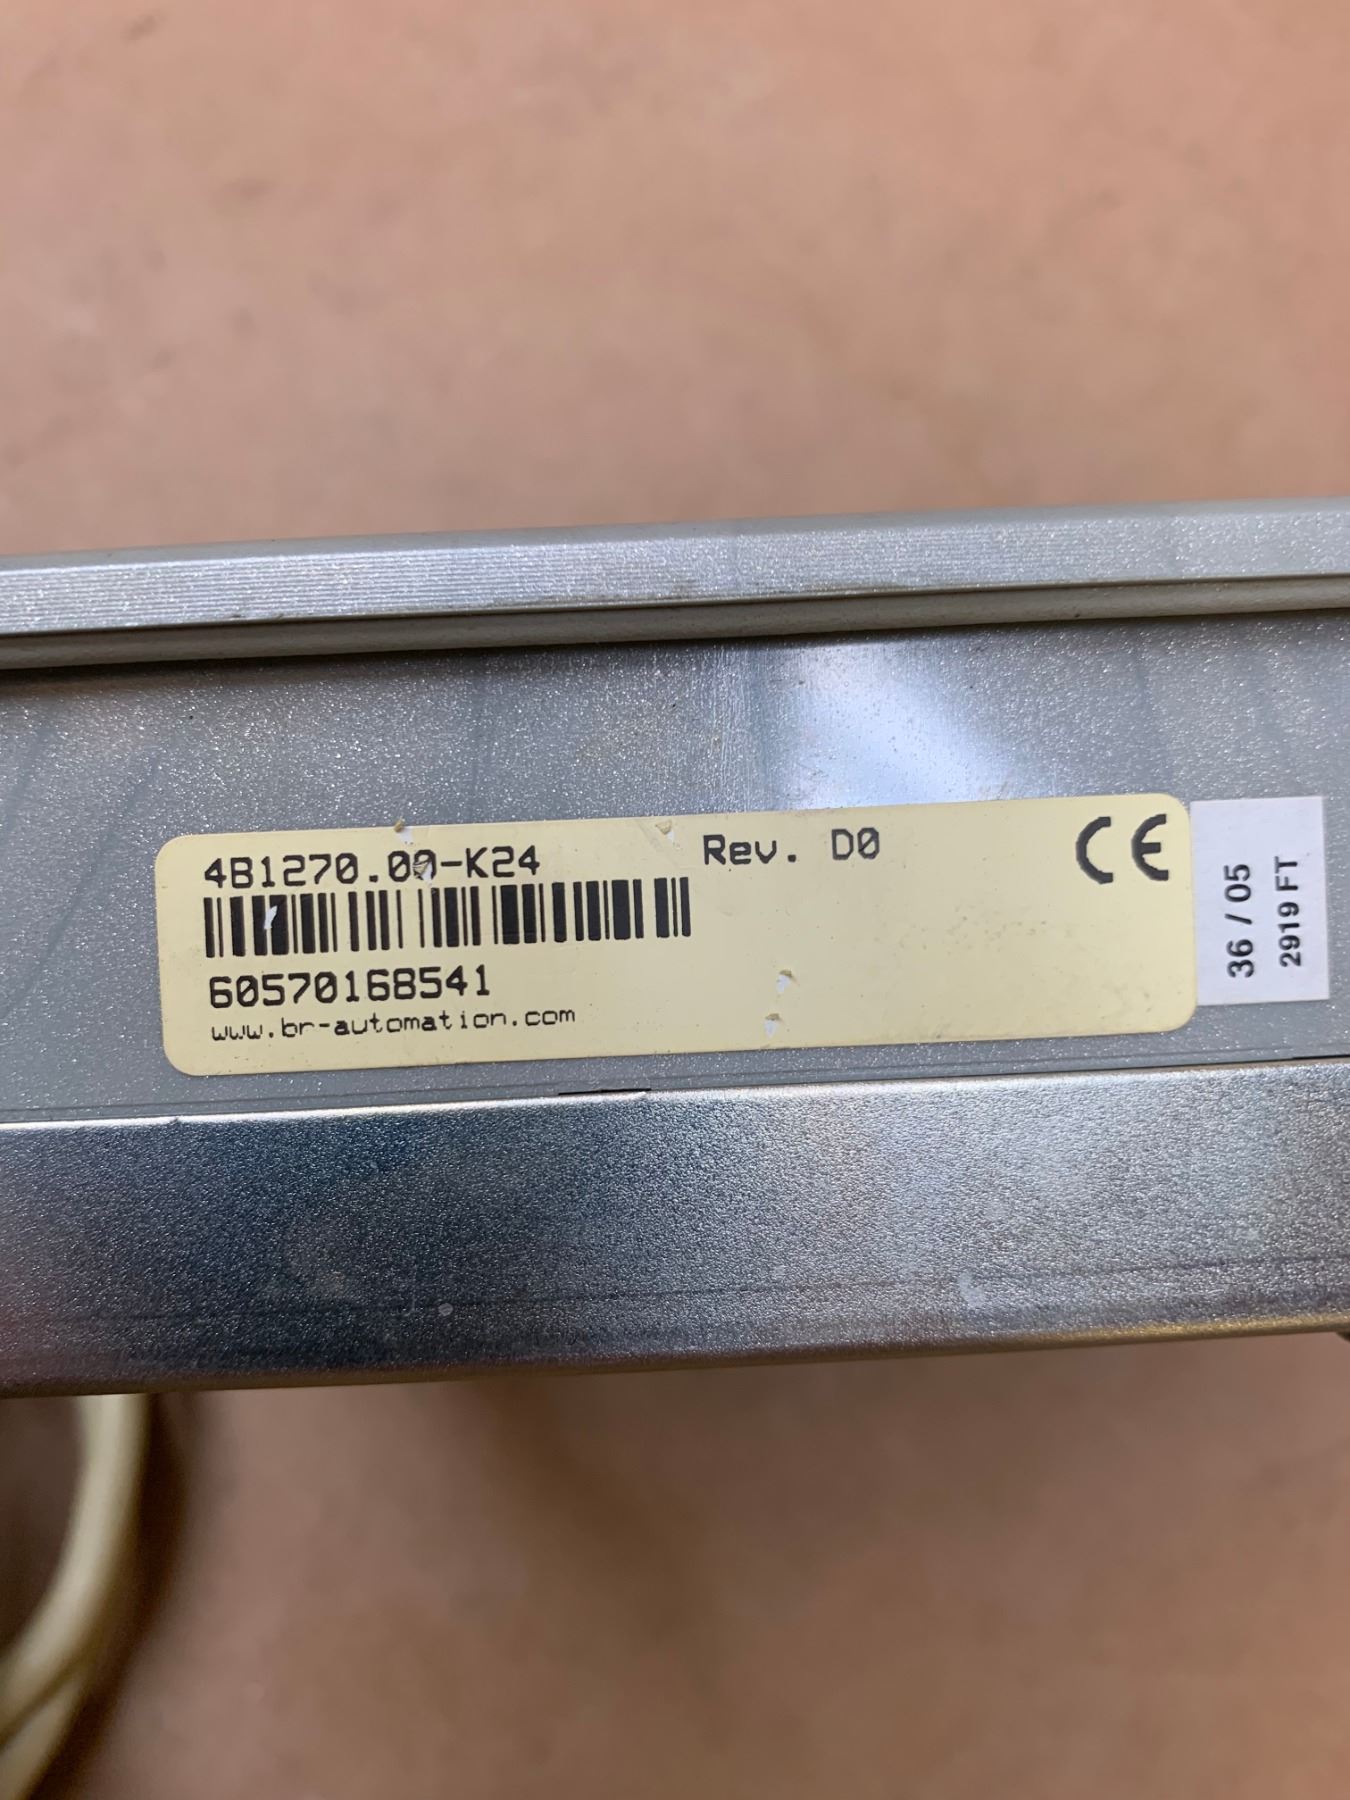 4B1270.00-K24 Rev. D0 CE
60570168541
www.br-automation.com
36 / 05
2919 FT